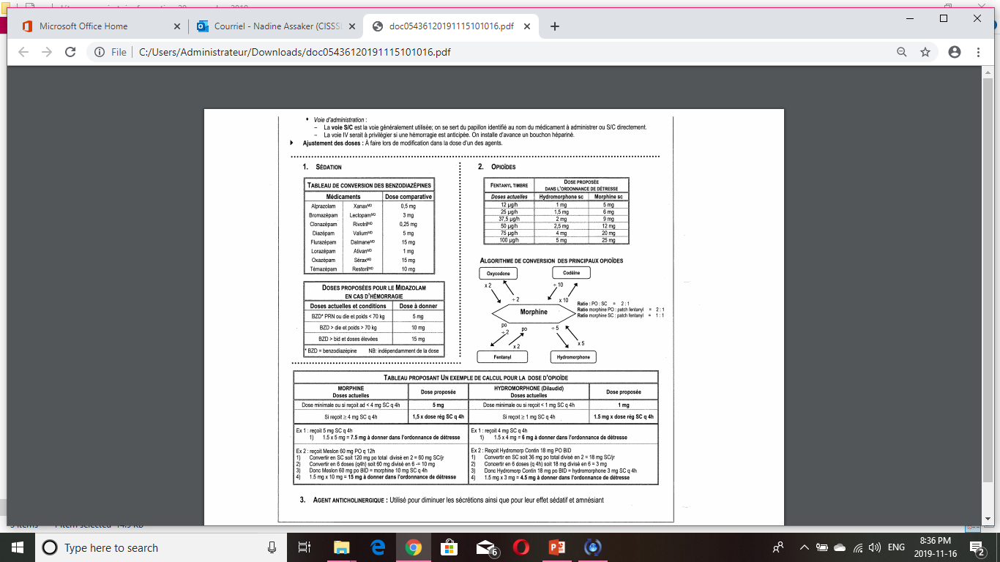 Microsoft Office Home
Courriel - Nadine Assaker (CISSS
doc05436120191115101016.pdf
File
C:/Users/Administrateur/Downloads/doc05436120191115101016.pdf
• Voie d'administration :
− La voie S/C est la voie généralement utilisée; on se sert du papillon identifié au nom du médicament à administrer ou S/C directement.
− La voie IV serait à privilégier si une hémorragie est anticipée. On installe d'avance un bouchon hépariné.
Ajustement des doses : À faire lors de modification dans la dose d'un des agents.
1. SÉDATION
TABLEAU DE CONVERSION DES BENZODIAZÉPINES
Médicaments Dose comparative
Alprazolam XanaxMD 0,5 mg
Bromazépam LectopamMD 3 mg
Clonazépam RivotrilMD 0,25 mg
Diazépam ValiumMD 5 mg
Flurazépam DalmaneMD 15 mg
Lorazépam AtivanMD 1 mg
Oxazépam SéraxMD 15 mg
Témazépam RestorilMD 10 mg
DOSES PROPOSÉES POUR LE MIDAZOLAM
EN CAS D'HÉMORRAGIE
Doses actuelles et conditions Dose à donner
BZD* PRN ou die et poids < 70 kg 5 mg
BZD > die et poids > 70 kg 10 mg
BZD > bid et doses élevées 15 mg
* BZD = benzodiazépine NB: indépendamment de la dose
2. OPIOÏDES
FENTANYL TIMBRE DOSE PROPOSÉE
DANS L'ORDONNANCE DE DÉTRESSE
Doses actuelles Hydromorphone sc Morphine sc
12 µg/h 1 mg 5 mg
25 µg/h 1,5 mg 6 mg
37,5 µg/h 2 mg 9 mg
50 µg/h 2,5 mg 12 mg
75 µg/h 4 mg 20 mg
100 µg/h 5 mg 25 mg
ALGORITHME DE CONVERSION DES PRINCIPAUX OPIOÏDES
Oxycodone Codéine
x 2 ÷ 10
÷ 2 x 10
Morphine
Ratio : PO : SC = 2 : 1
Ratio morphine PO : patch fentanyl = 2 : 1
Ratio morphine SC : patch fentanyl = 1 : 1
po
÷ 2 po ÷ 5
x 2 x 5
Fentanyl Hydromorphone
TABLEAU PROPOSANT UN EXEMPLE DE CALCUL POUR LA DOSE D'OPIOÏDE
MORPHINE
Doses actuelles
Dose proposée
HYDROMORPHONE (Dilaudid)
Doses actuelles
Dose proposée
Dose minimale ou si reçoit ad < 4 mg SC q 4h 5 mg Dose minimale ou si reçoit < 1 mg SC q 4h 1 mg
Si reçoit ≥ 4 mg SC q 4h 1,5 x dose rég SC q 4h Si reçoit ≥ 1 mg SC q 4h 1.5 mg x dose rég SC q 4h
Ex 1 : reçoit 5 mg SC q 4h
1) 1.5 x 5 mg = 7.5 mg à donner dans l'ordonnance de détresse
Ex 2 : reçoit Meslon 60 mg PO q 12h
1) Convertir en SC soit 120 mg po total divisé en 2 = 60 mg SC/jr
2) Convertir en 6 doses (q4h) soit 60 mg divisé en 6 -= 10 mg
3) Donc Meslon 60 mg po BID = morphine 10 mg SC q 4h
4) 1.5 mg x 10 mg = 15 mg à donner dans l'ordonnance de détresse
Ex 1 : reçoit 4 mg SC q 4h
1) 1.5 x 4 mg = 6 mg à donner dans l'ordonnance de détresse
Ex 2 : Reçoit Hydromorp Contin 18 mg PO BID
1) Convertir en SC soit 36 mg po total divisé en 2 = 18 mg SC/jr
2) Concertir en 6 doses (q 4h) soit 18 mg divisé en 6 = 3 mg
3) Donc Hydromorp Contin 18 mg po BID = hydromorphone 3 mg SC q 4h
4) 1.5 mg x 3 mg = 4.5 mg à donner dans l'ordonnance de détresse
3. AGENT ANTICHOLINERGIQUE : Utilisé pour diminuer les sécrétions ainsi que pour leur effet sédatif et amnésiant
Type here to search
6
ENG
8:36 PM
2019-11-16
2